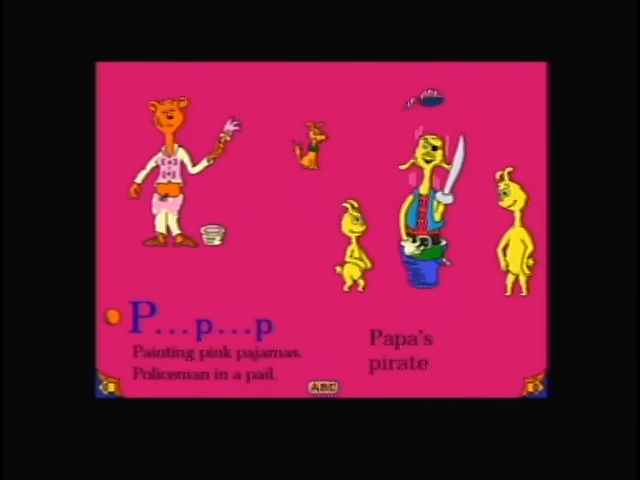 P...p...p
Painting pink pajamas.
Policeman in a pail.
Papa's
pirate
ABC